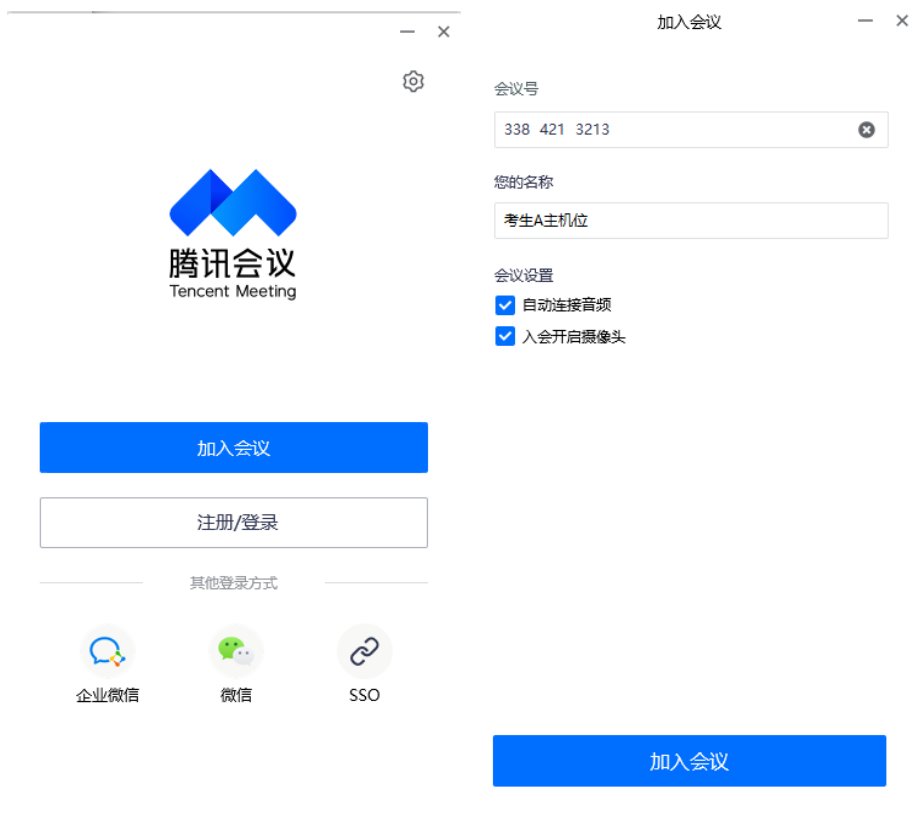 腾讯会议
Tencent Meeting
加入会议
注册/登录
其他登录方式
企业微信
微信
SSO
加入会议
会议号
338 421 3213
您的名称
考生A主机位
会议设置
自动连接音频
入会开启摄像头
加入会议